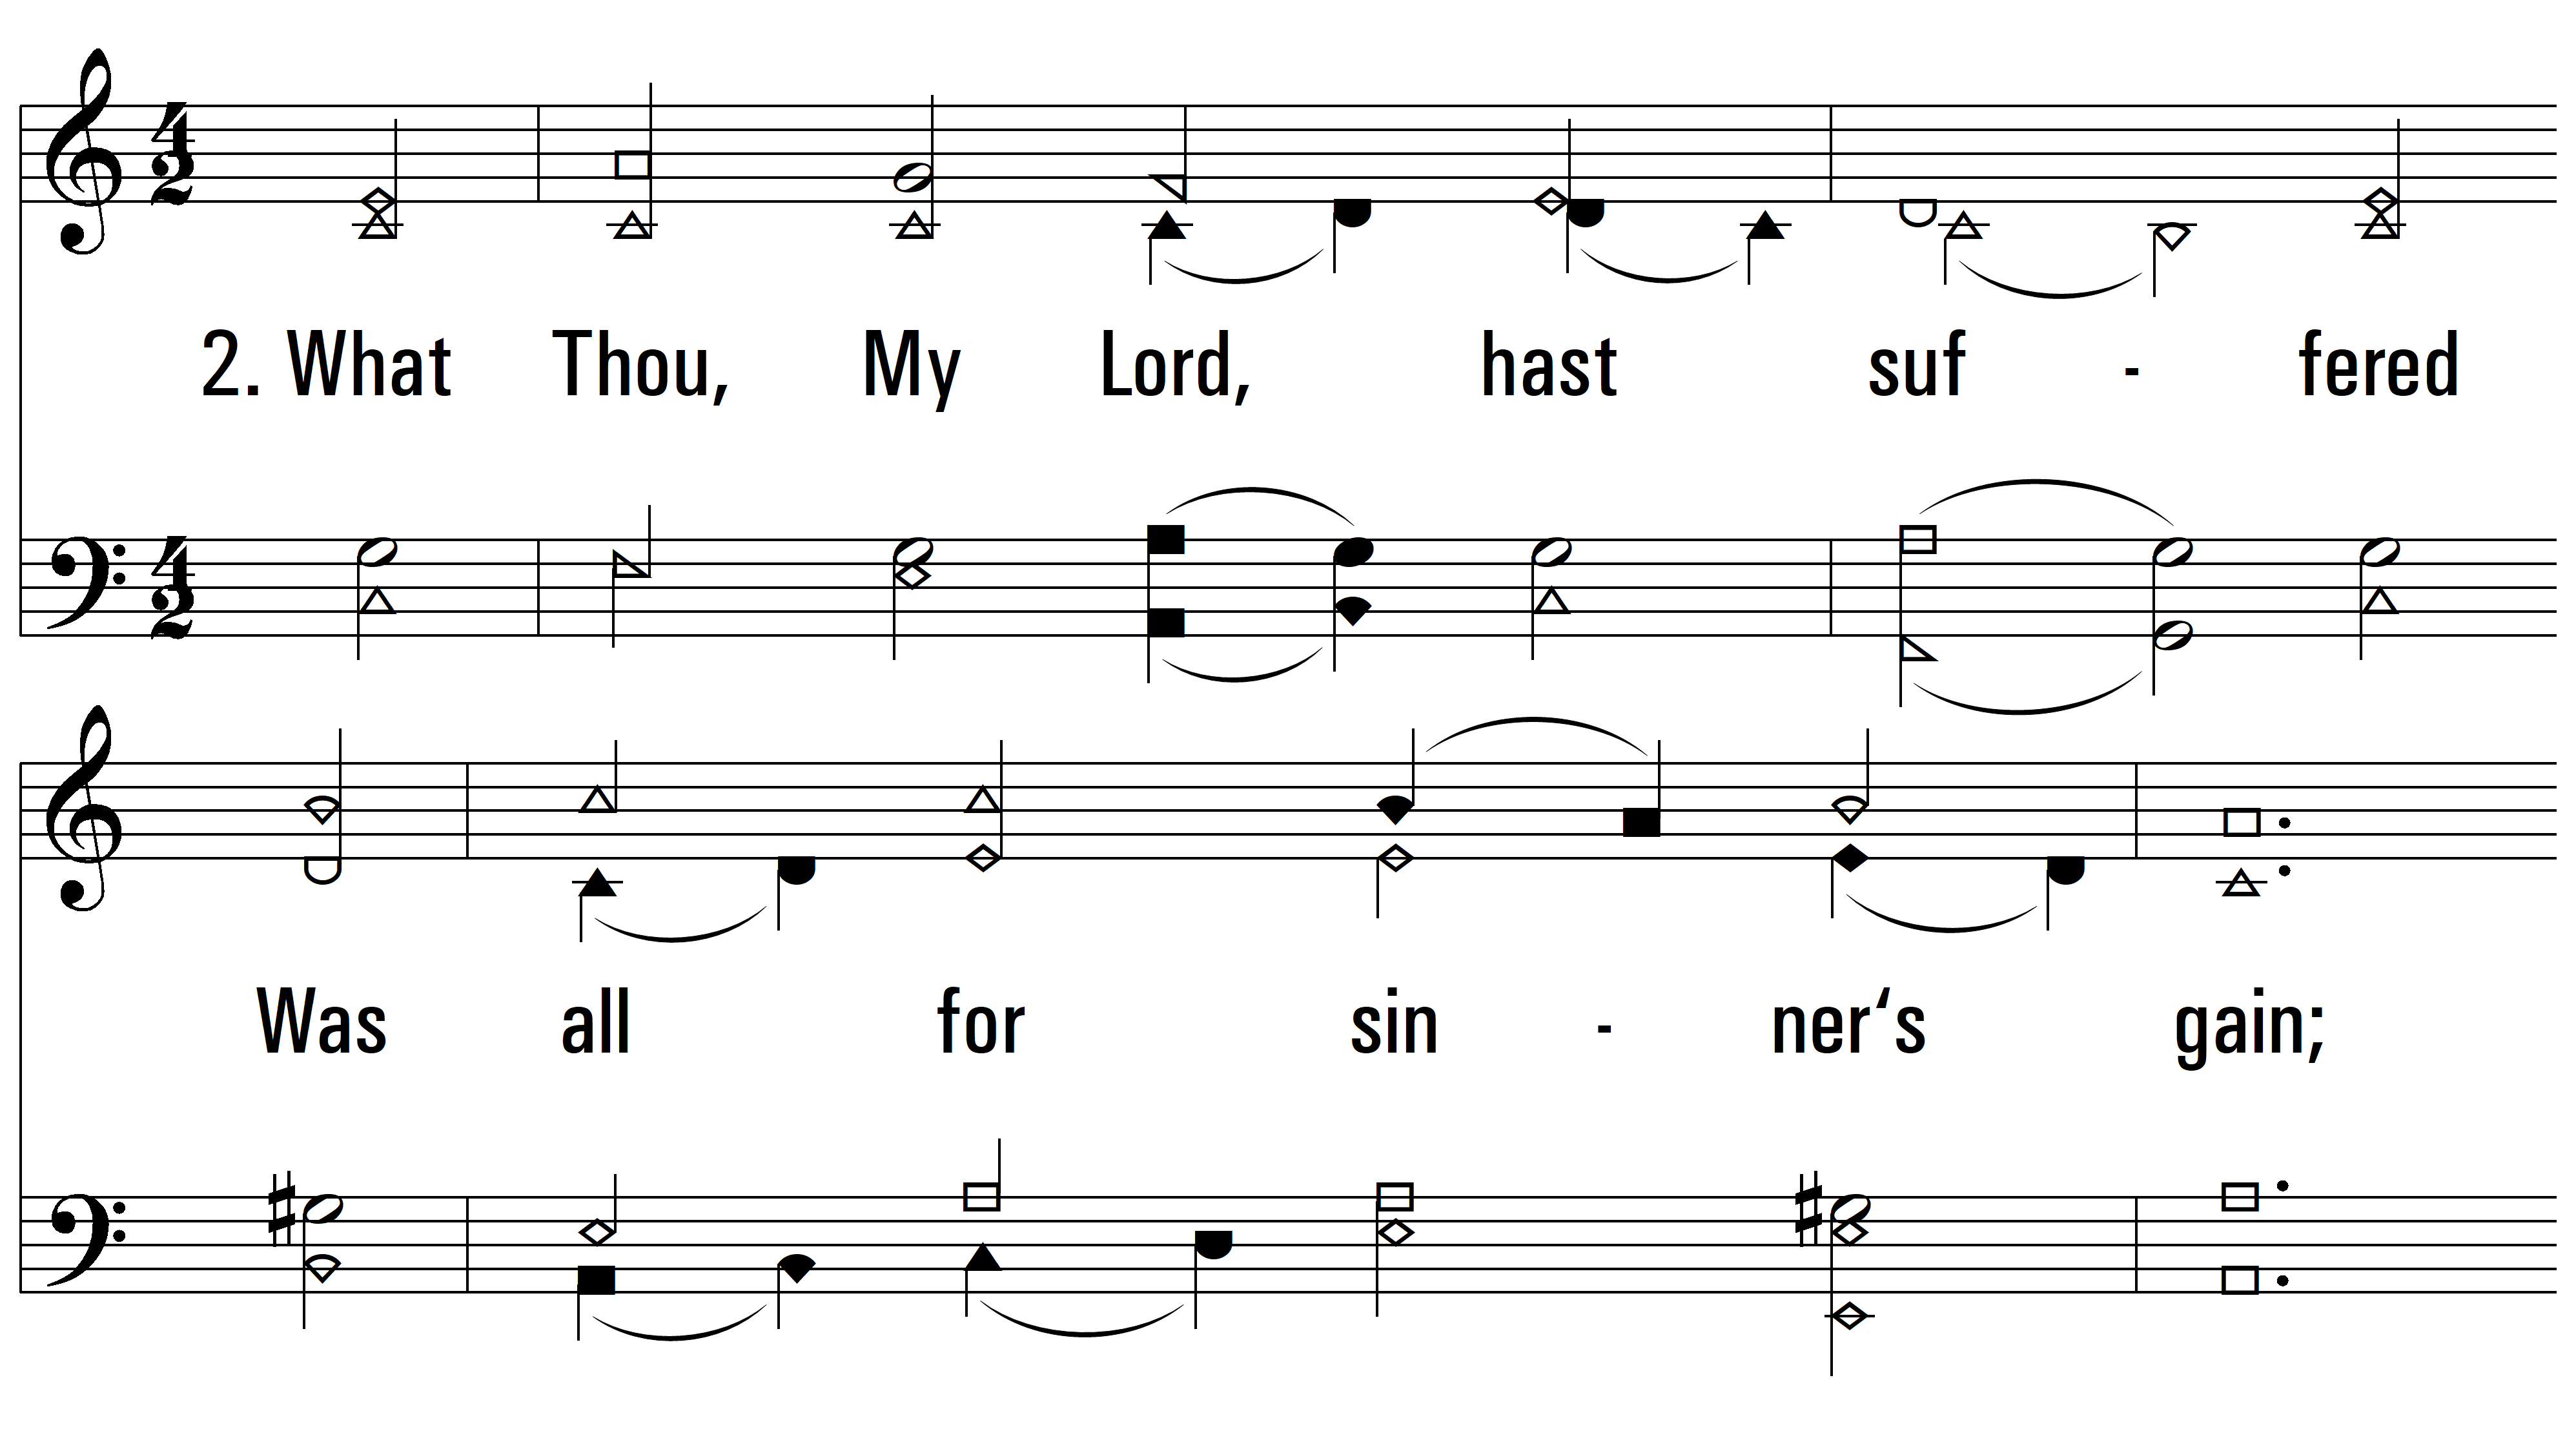 2. What Thou, My Lord, hast suf - fered
Was all for sin - ner‘s gain;